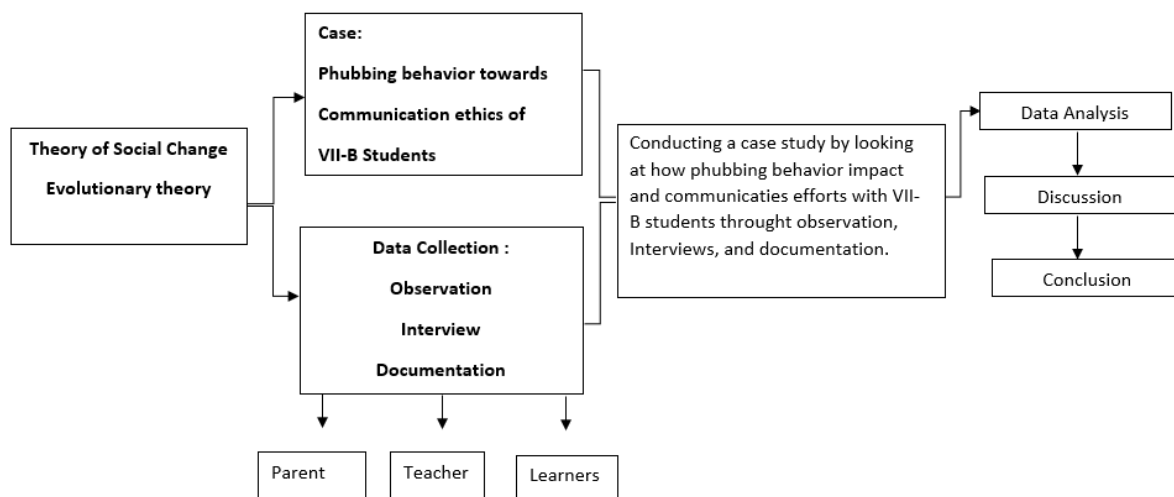 Theory of Social Change
Evolutionary theory
Case:
Phubbing behavior towards
Communication ethics of
VII-B Students
Data Collection :
Observation
Interview
Documentation
Parent
Teacher
Learners
Conducting a case study by looking
at how phubbing behavior impact
and communicaties efforts with VII-
B students throught observation,
Interviews, and documentation.
Data Analysis
Discussion
Conclusion